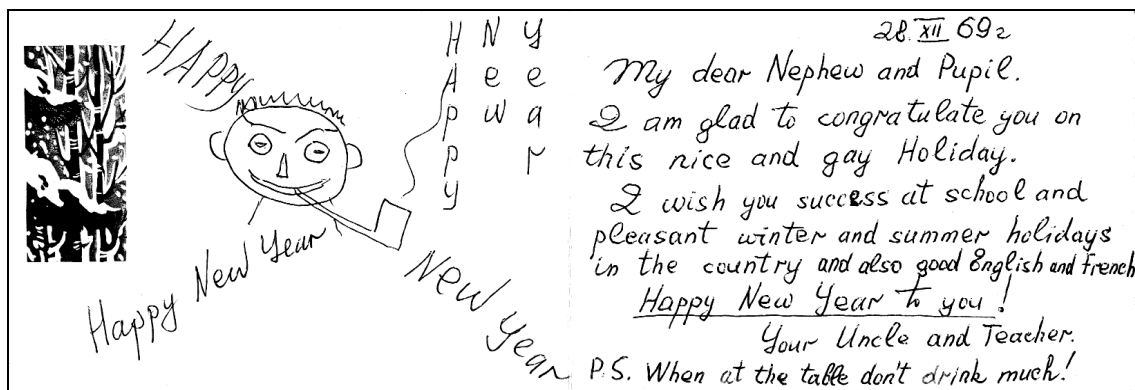 HAppy
New Year
Happy New Year
HAppy
New
Year
28.XII 69г
My dear Nephew and Pupil.
I am glad to congratulate you on
this nice and gay Holiday.
I wish you success at school and
pleasant winter and summer holidays
in the country and also good English and French
Happy New Year to you!
Your Uncle and Teacher.
P.S. When at the table don't drink much!